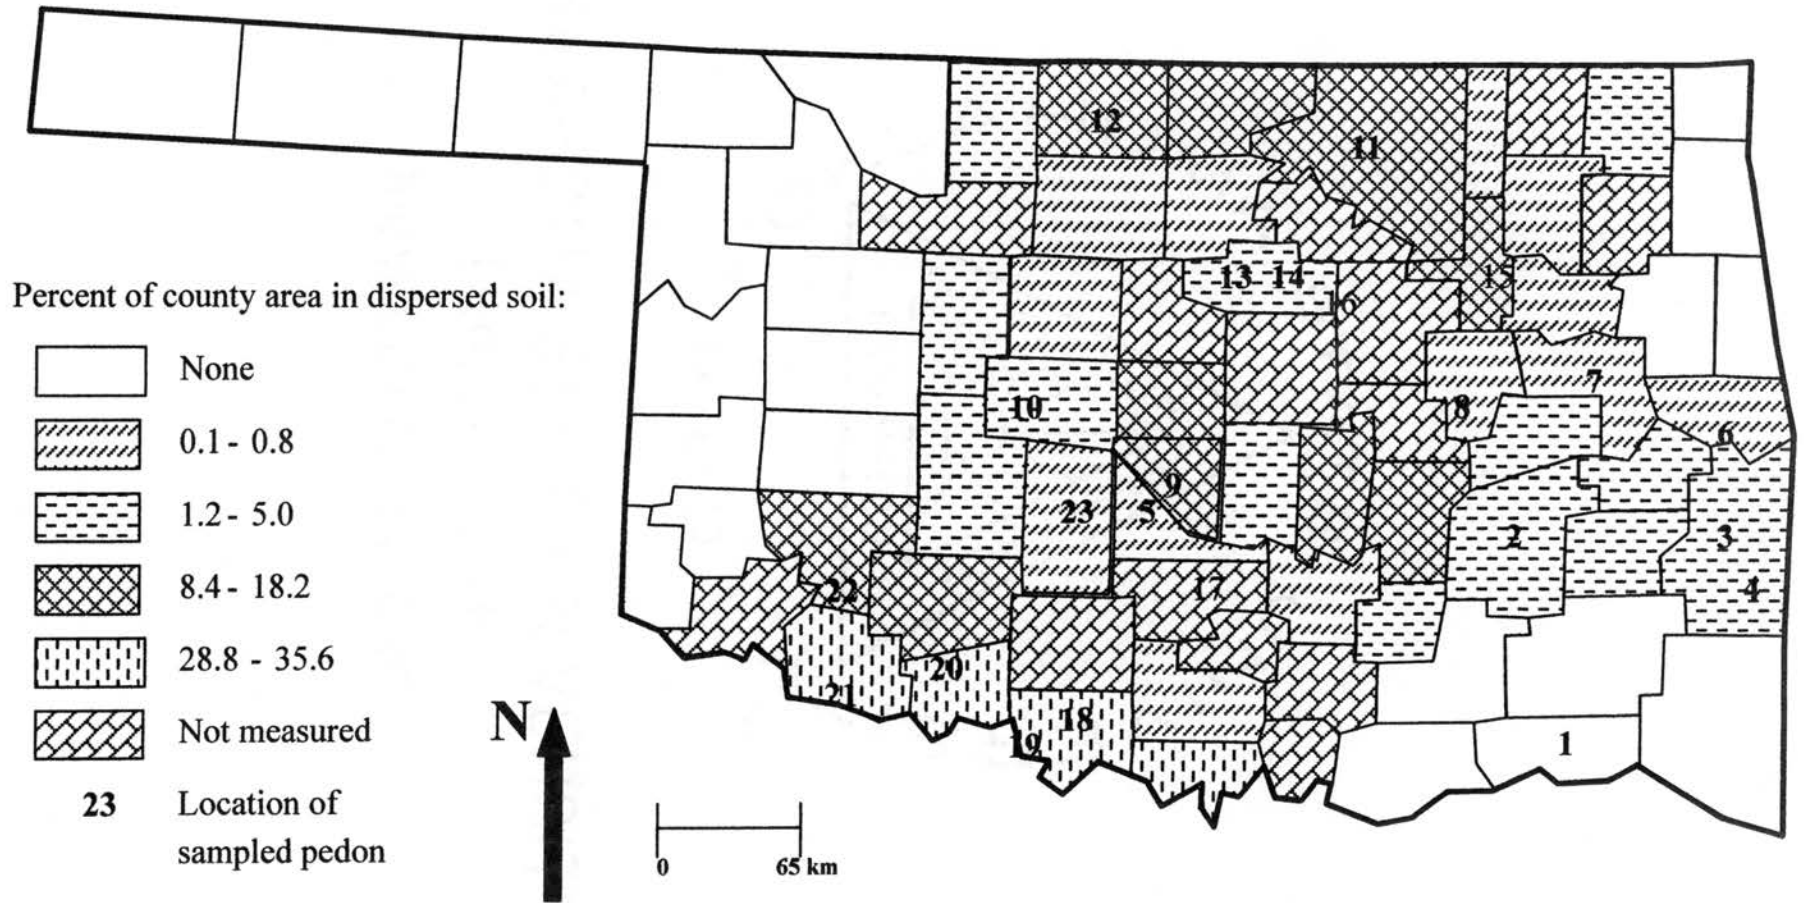 12
11
13 14
15
16
Percent of county area in dispersed soil:
None
0.1 - 0.8
1.2 - 5.0
8.4 - 18.2
28.8 - 35.6
Not measured
23 Location of
sampled pedon
7
10
8
6
9
23
5
2
3
4
22
17
20
21
18
19
1
N
0 65 km